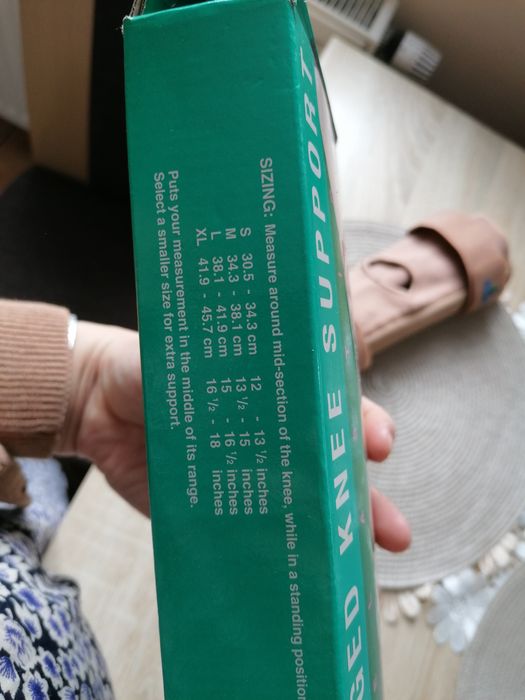 GED KNEE SUPPORT
SIZING: Measure around mid-section of the knee, while in a standing position
S 30.5 - 34.3 cm 12 - 13 ½ inches
M 34.3 - 38.1 cm 13 ½ - 15 inches
L 38.1 - 41.9 cm 15 - 16 ½ inches
XL 41.9 - 45.7 cm 16 ½ - 18 inches
Puts your measurement in the middle of its range.
Select a smaller size for extra support.